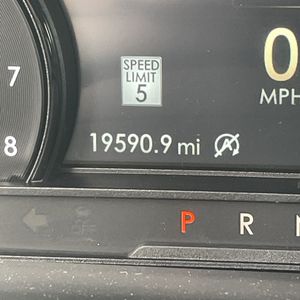 SPEED
LIMIT
5
0
MPH
7
8
19590.9 mi
P R N